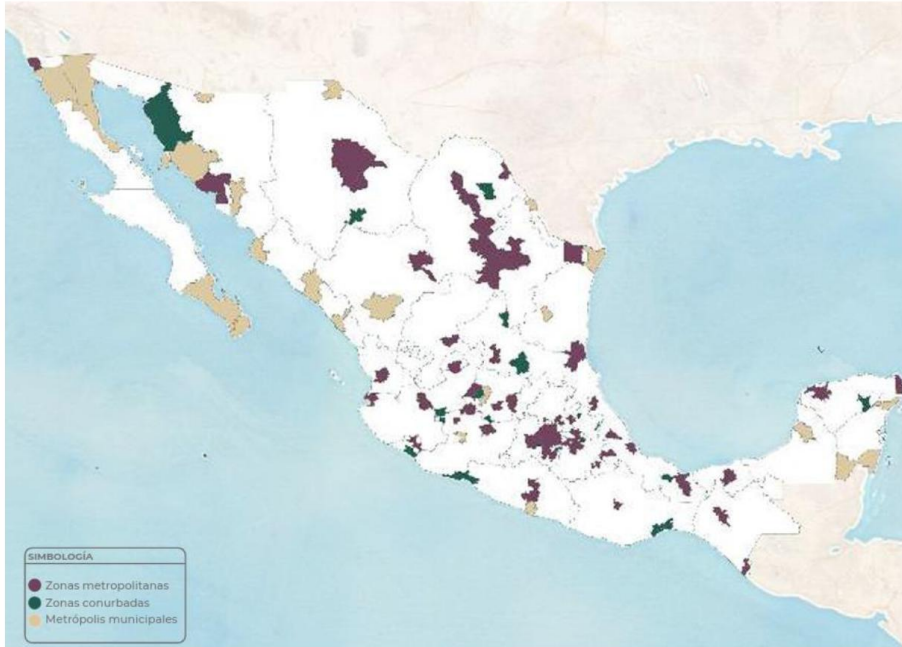 SIMBOLOGÍA
Zonas metropolitanas
Zonas conurbadas
Metrópolis municipales